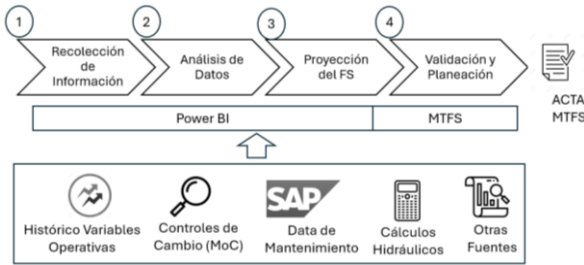 1
2
3
4
Recolección
de
Información
Análisis de
Datos
Proyección
del FS
Validación y
Planeación
ACTA
MTFS
Power BI
MTFS
SAP
Histórico Variables
Operativas
Controles de
Cambio (MoC)
Data de
Mantenimiento
Cálculos
Hidráulicos
Otras
Fuentes